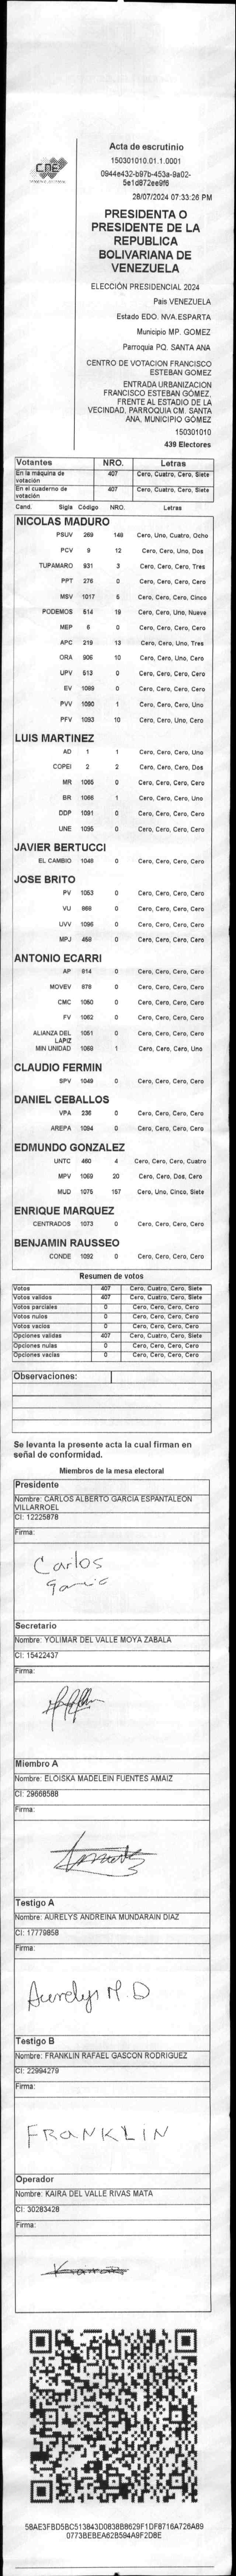 CNE
Acta de escrutinio
150301010.01.1.0001
0944e432-b97b-453a-9a02-
5e1d872ee9f6
28/07/2024 07:33:26 PM
PRESIDENTA O
PRESIDENTE DE LA
REPUBLICA
BOLIVARIANA DE
VENEZUELA
ELECCIÓN PRESIDENCIAL 2024
Pais VENEZUELA
Estado EDO. NVA.ESPARTA
Municipio MP. GOMEZ
Parroquia PQ. SANTA ANA
CENTRO DE VOTACION FRANCISCO
ESTEBAN GOMEZ
ENTRADA URBANIZACION
FRANCISCO ESTEBAN GÓMEZ,
FRENTE AL ESTADIO DE LA
VECINDAD, PARROQUIA CM. SANTA
ANA, MUNICIPIO GÓMEZ
150301010
439 Electores
Votantes NRO. Letras
En la máquina de
votación 407 Cero, Cuatro, Cero, Siete
En el cuaderno de
votación 407 Cero, Cuatro, Cero, Siete
Cand. Sigla Código NRO. Letras
NICOLAS MADURO
PSUV 269 148 Cero, Uno, Cuatro, Ocho
PCV 9 12 Cero, Cero, Uno, Dos
TUPAMARO 931 3 Cero, Cero, Cero, Tres
PPT 276 0 Cero, Cero, Cero, Cero
MSV 1017 5 Cero, Cero, Cero, Cinco
PODEMOS 514 19 Cero, Cero, Uno, Nueve
MEP 6 0 Cero, Cero, Cero, Cero
APC 219 13 Cero, Cero, Uno, Tres
ORA 906 10 Cero, Cero, Uno, Cero
UPV 513 0 Cero, Cero, Cero, Cero
EV 1089 0 Cero, Cero, Cero, Cero
PVV 1090 1 Cero, Cero, Cero, Uno
PFV 1093 10 Cero, Cero, Uno, Cero
LUIS MARTINEZ
AD 1 1 Cero, Cero, Cero, Uno
COPEI 2 2 Cero, Cero, Cero, Dos
MR 1065 0 Cero, Cero, Cero, Cero
BR 1066 1 Cero, Cero, Cero, Uno
DDP 1091 0 Cero, Cero, Cero, Cero
UNE 1095 0 Cero, Cero, Cero, Cero
JAVIER BERTUCCI
EL CAMBIO 1048 0 Cero, Cero, Cero, Cero
JOSE BRITO
PV 1053 0 Cero, Cero, Cero, Cero
VU 868 0 Cero, Cero, Cero, Cero
UVV 1096 0 Cero, Cero, Cero, Cero
MPJ 459 0 Cero, Cero, Cero, Cero
ANTONIO ECARRI
AP 814 0 Cero, Cero, Cero, Cero
MOVEV 878 0 Cero, Cero, Cero, Cero
CMC 1050 0 Cero, Cero, Cero, Cero
FV 1062 0 Cero, Cero, Cero, Cero
ALIANZA DEL
LAPIZ 1051 0 Cero, Cero, Cero, Cero
MIN UNIDAD 1068 1 Cero, Cero, Cero, Uno
CLAUDIO FERMIN
SPV 1049 0 Cero, Cero, Cero, Cero
DANIEL CEBALLOS
VPA 236 0 Cero, Cero, Cero, Cero
AREPA 1094 0 Cero, Cero, Cero, Cero
EDMUNDO GONZALEZ
UNTC 460 4 Cero, Cero, Cero, Cuatro
MPV 1069 20 Cero, Cero, Dos, Cero
MUD 1075 157 Cero, Uno, Cinco, Siete
ENRIQUE MARQUEZ
CENTRADOS 1073 0 Cero, Cero, Cero, Cero
BENJAMIN RAUSSEO
CONDE 1092 0 Cero, Cero, Cero, Cero
Resumen de votos
Votos 407 Cero, Cuatro, Cero, Siete
Votos validos 407 Cero, Cuatro, Cero, Siete
Votos parciales 0 Cero, Cero, Cero, Cero
Votos nulos 0 Cero, Cero, Cero, Cero
Votos vacios 0 Cero, Cero, Cero, Cero
Opciones validas 407 Cero, Cuatro, Cero, Siete
Opciones nulas 0 Cero, Cero, Cero, Cero
Opciones vacias 0 Cero, Cero, Cero, Cero
Observaciones:
Se levanta la presente acta la cual firman en
señal de conformidad.
Miembros de la mesa electoral
Presidente
Nombre: CARLOS ALBERTO GARCIA ESPANTALEON
VILLARROEL
CI: 12225878
Firma:
Carlos
Garcia
Secretario
Nombre: YOLIMAR DEL VALLE MOYA ZABALA
CI: 15422437
Firma:
Miembro A
Nombre: ELOISKA MADELEIN FUENTES AMAIZ
CI: 29668588
Firma:
Testigo A
Nombre: AURELYS ANDREINA MUNDARAIN DIAZ
CI: 17779858
Firma:
Aurelys M.D
Testigo B
Nombre: FRANKLIN RAFAEL GASCON RODRIGUEZ
CI: 22994279
Firma:
FRANKLIN
Operador
Nombre: KAIRA DEL VALLE RIVAS MATA
CI: 30283428
Firma:
58AE3FBD5BC513843D0838B8629F1DF8716A726A89
0773BEBEA62B594A9F2D8E